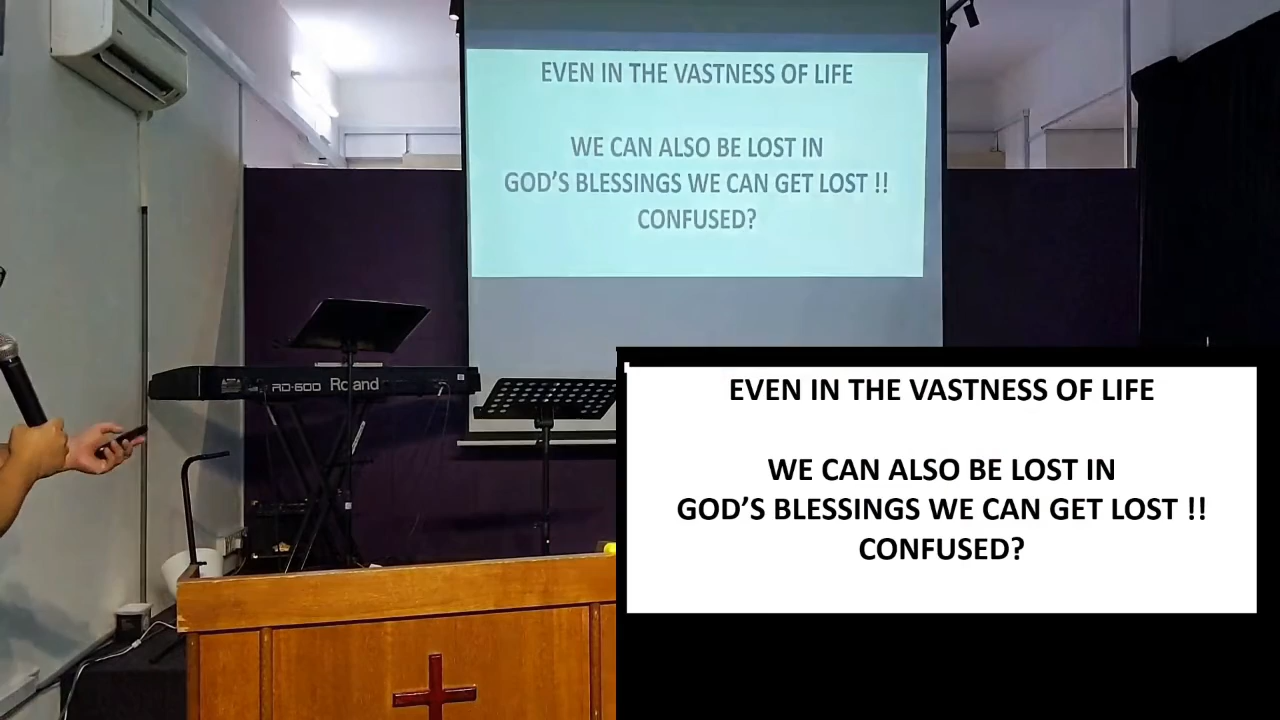 EVEN IN THE VASTNESS OF LIFE
WE CAN ALSO BE LOST IN
GOD'S BLESSINGS WE CAN GET LOST !!
CONFUSED?
RD-600 Roland
EVEN IN THE VASTNESS OF LIFE
WE CAN ALSO BE LOST IN
GOD'S BLESSINGS WE CAN GET LOST !!
CONFUSED?